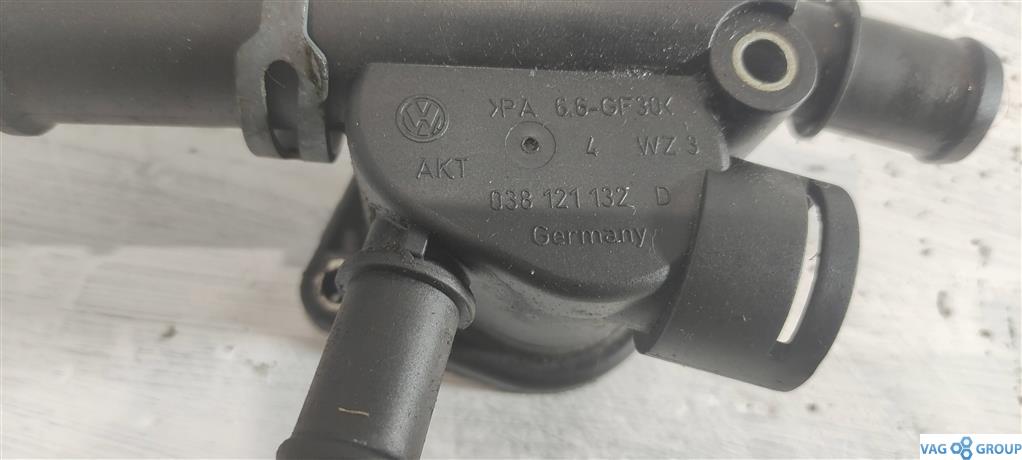 >PA 6.6-GF30<
4 WZ 3
AKT
038 121 132 D
Germany
VAG GROUP